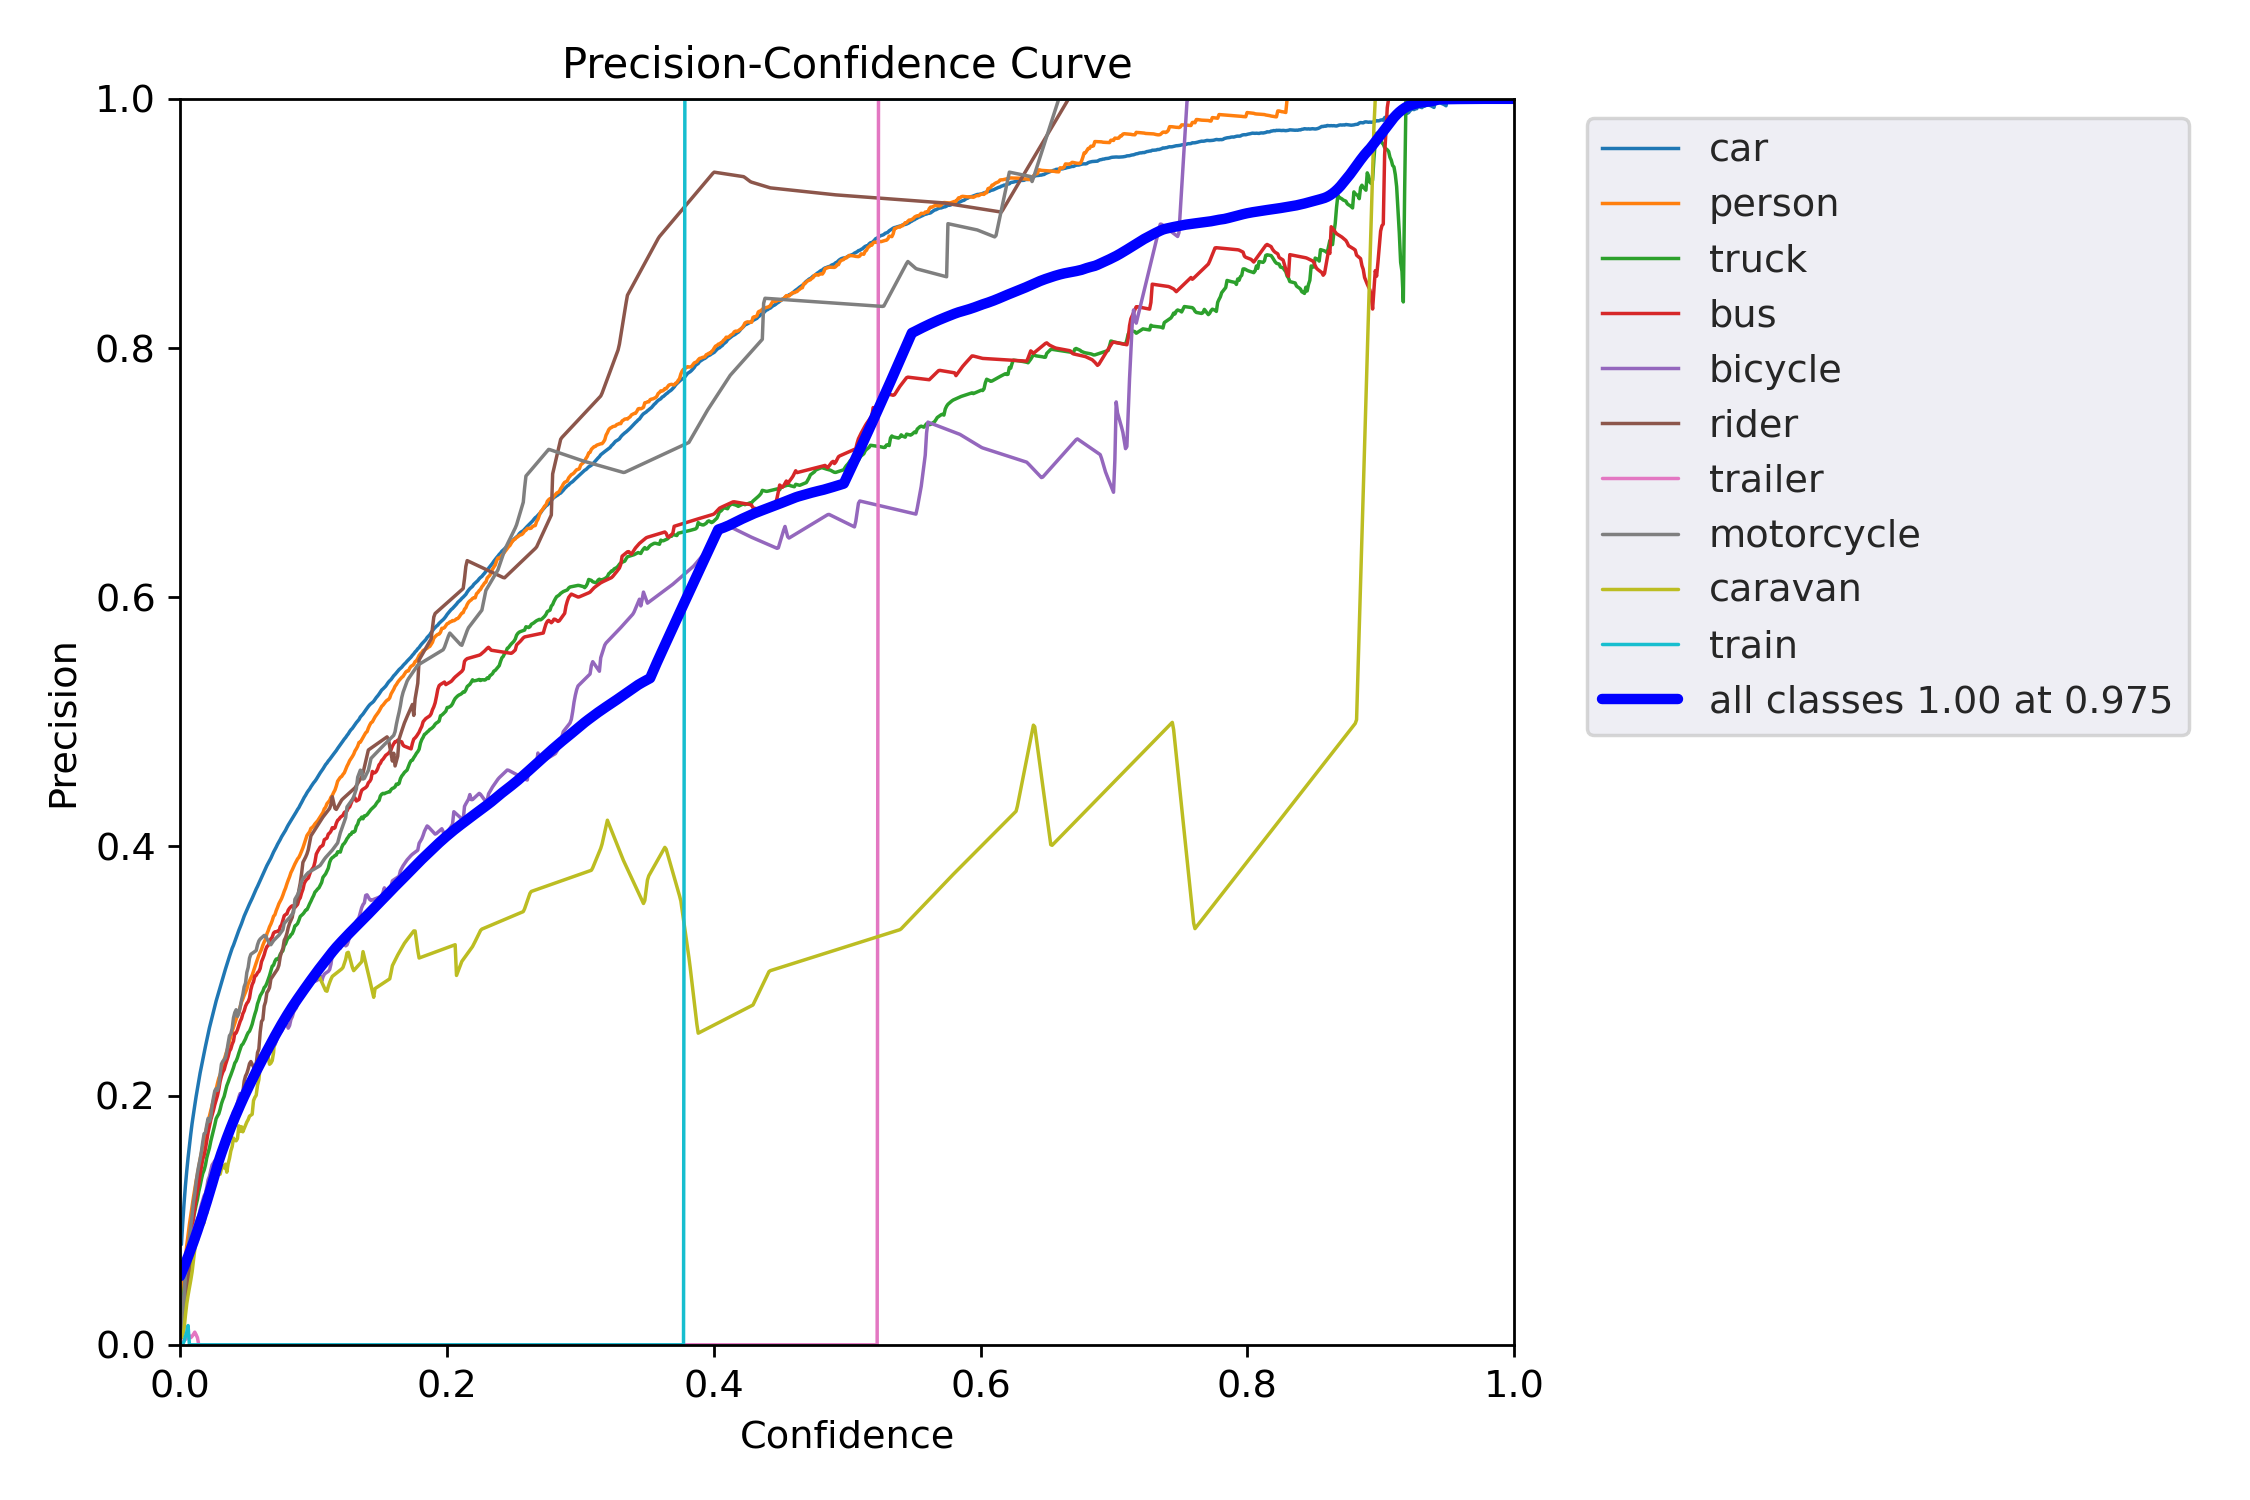 Precision-Confidence Curve
1.0
0.8
0.6
0.4
0.2
0.0
Precision
0.0 0.2 0.4 0.6 0.8 1.0
Confidence
car
person
truck
bus
bicycle
rider
trailer
motorcycle
caravan
train
all classes 1.00 at 0.975